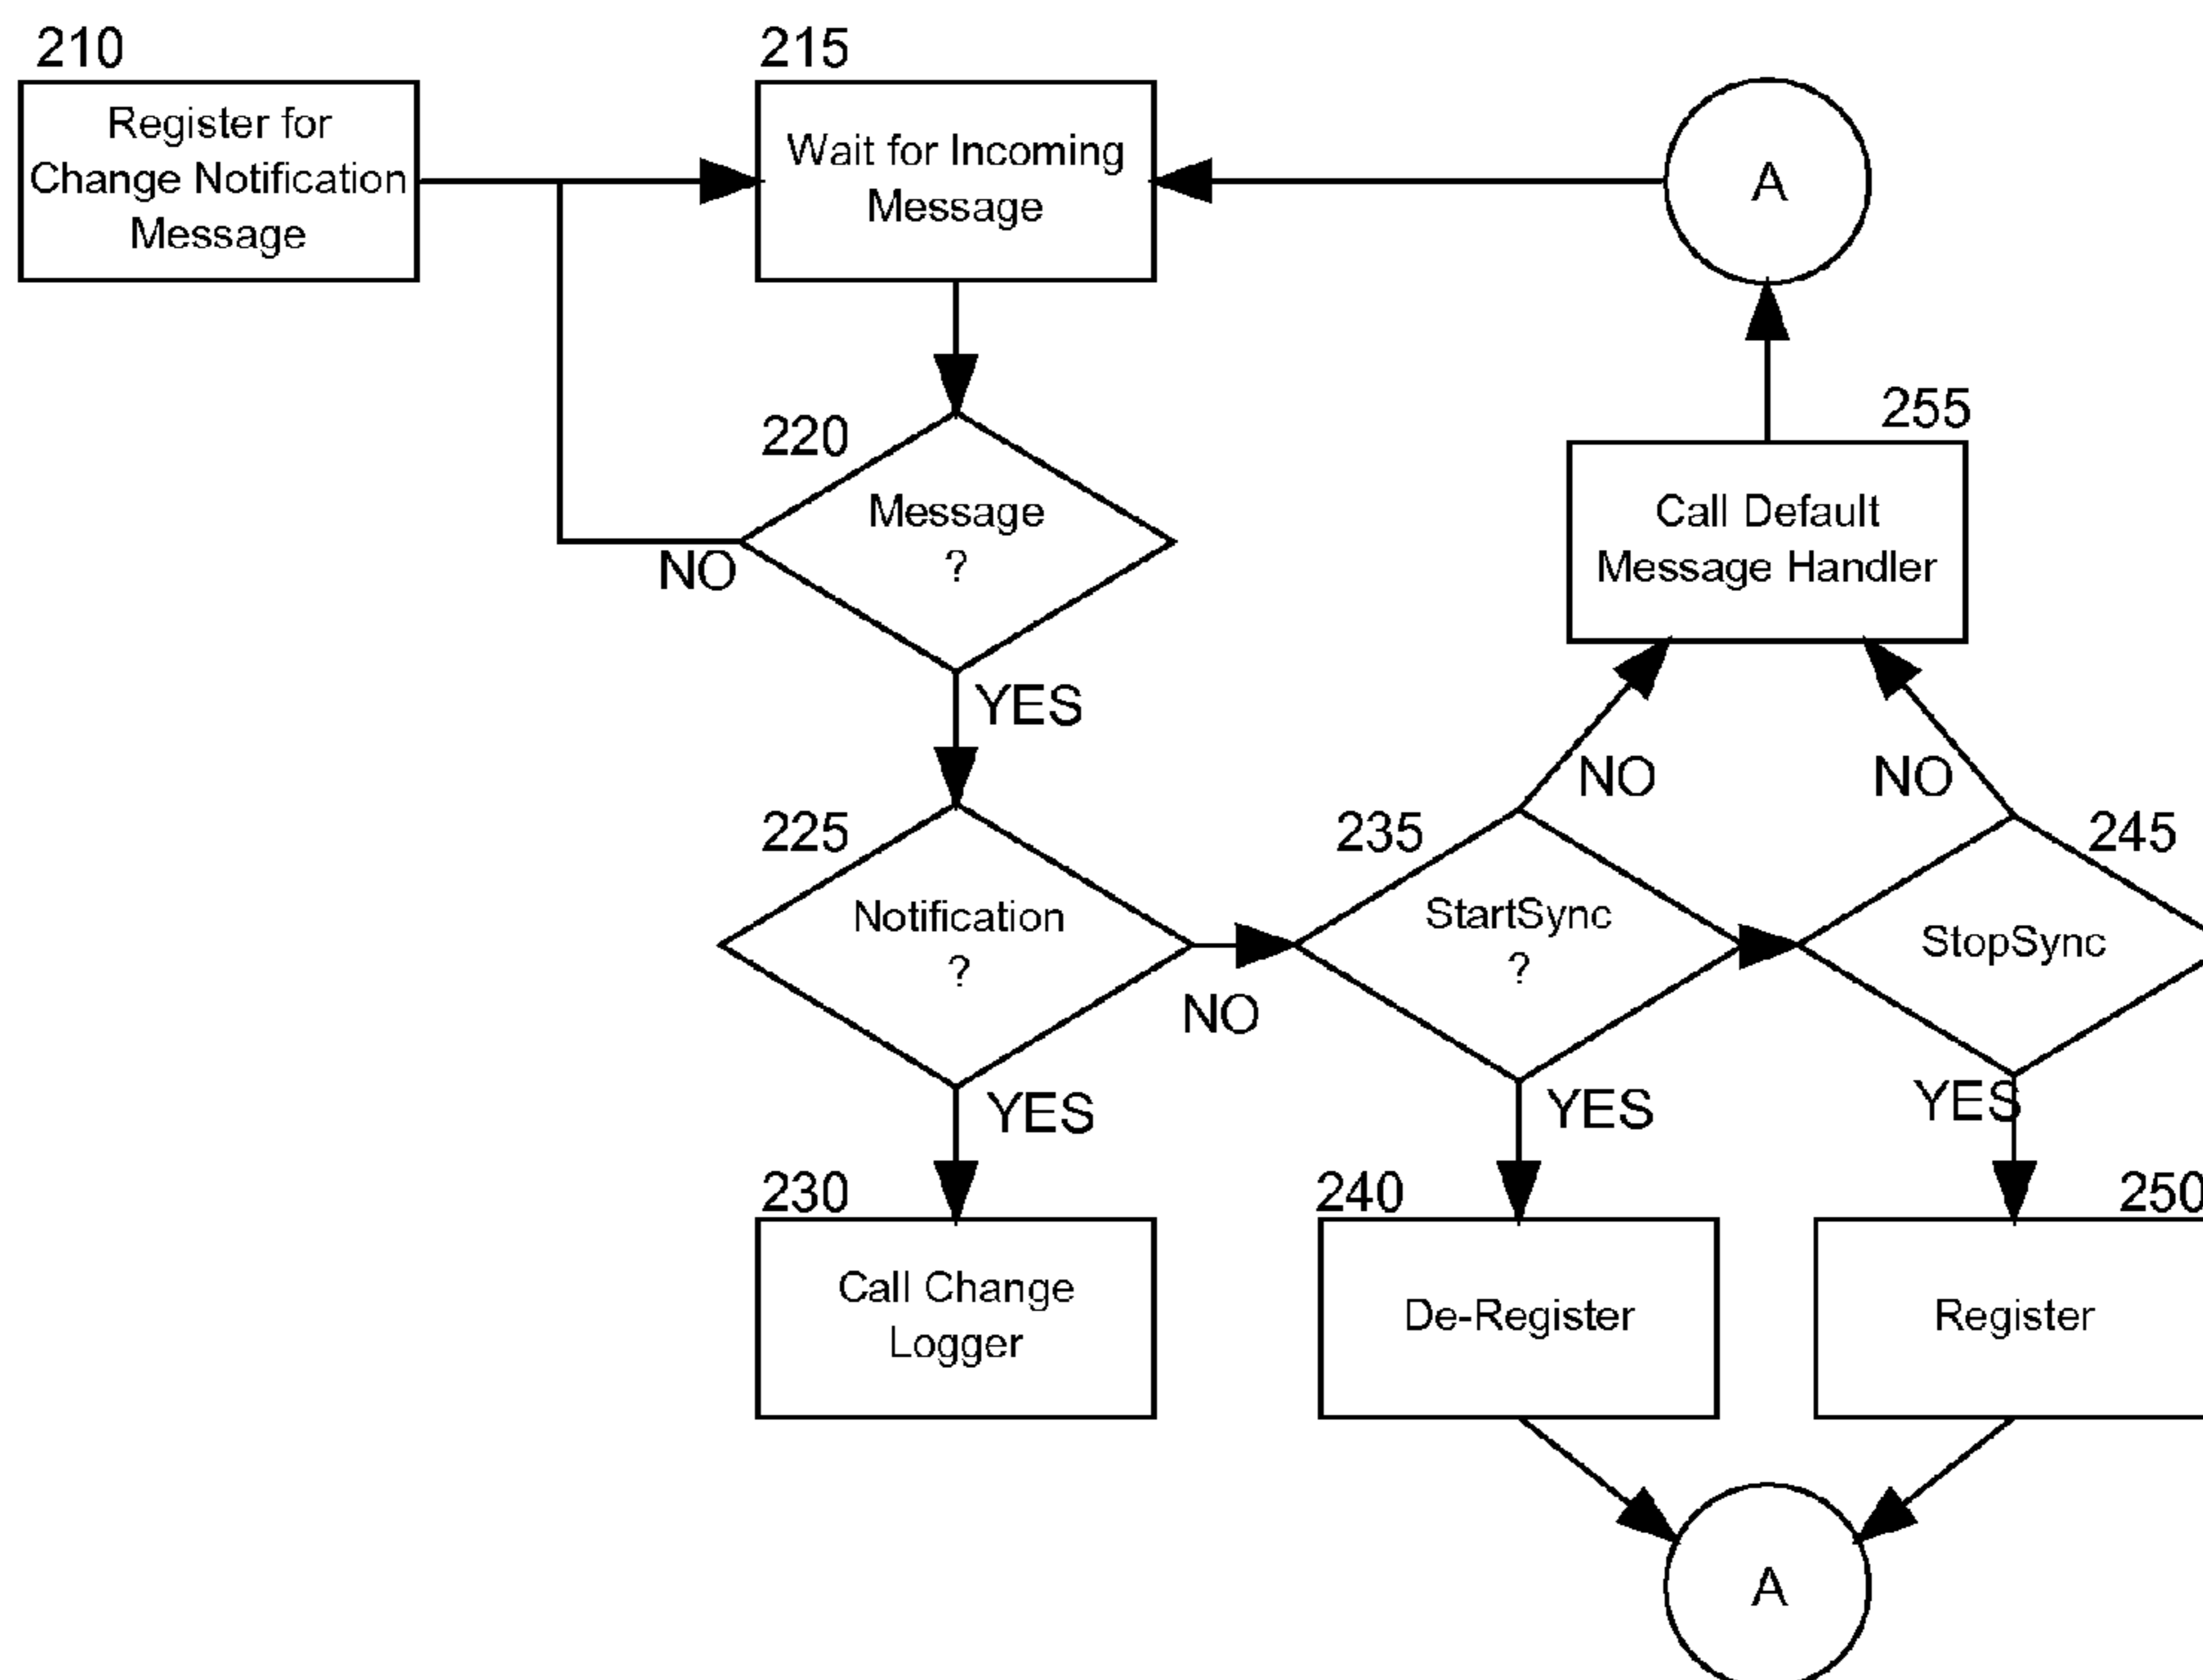 210
Register for
Change Notification
Message
215
Wait for Incoming
Message
A
220
Message
?
NO
YES
255
Call Default
Message Handler
225
Notification
?
NO
YES
235
StartSync
?
NO
YES
245
StopSync
NO
YES
230
Call Change
Logger
240
De-Register
250
Register
A